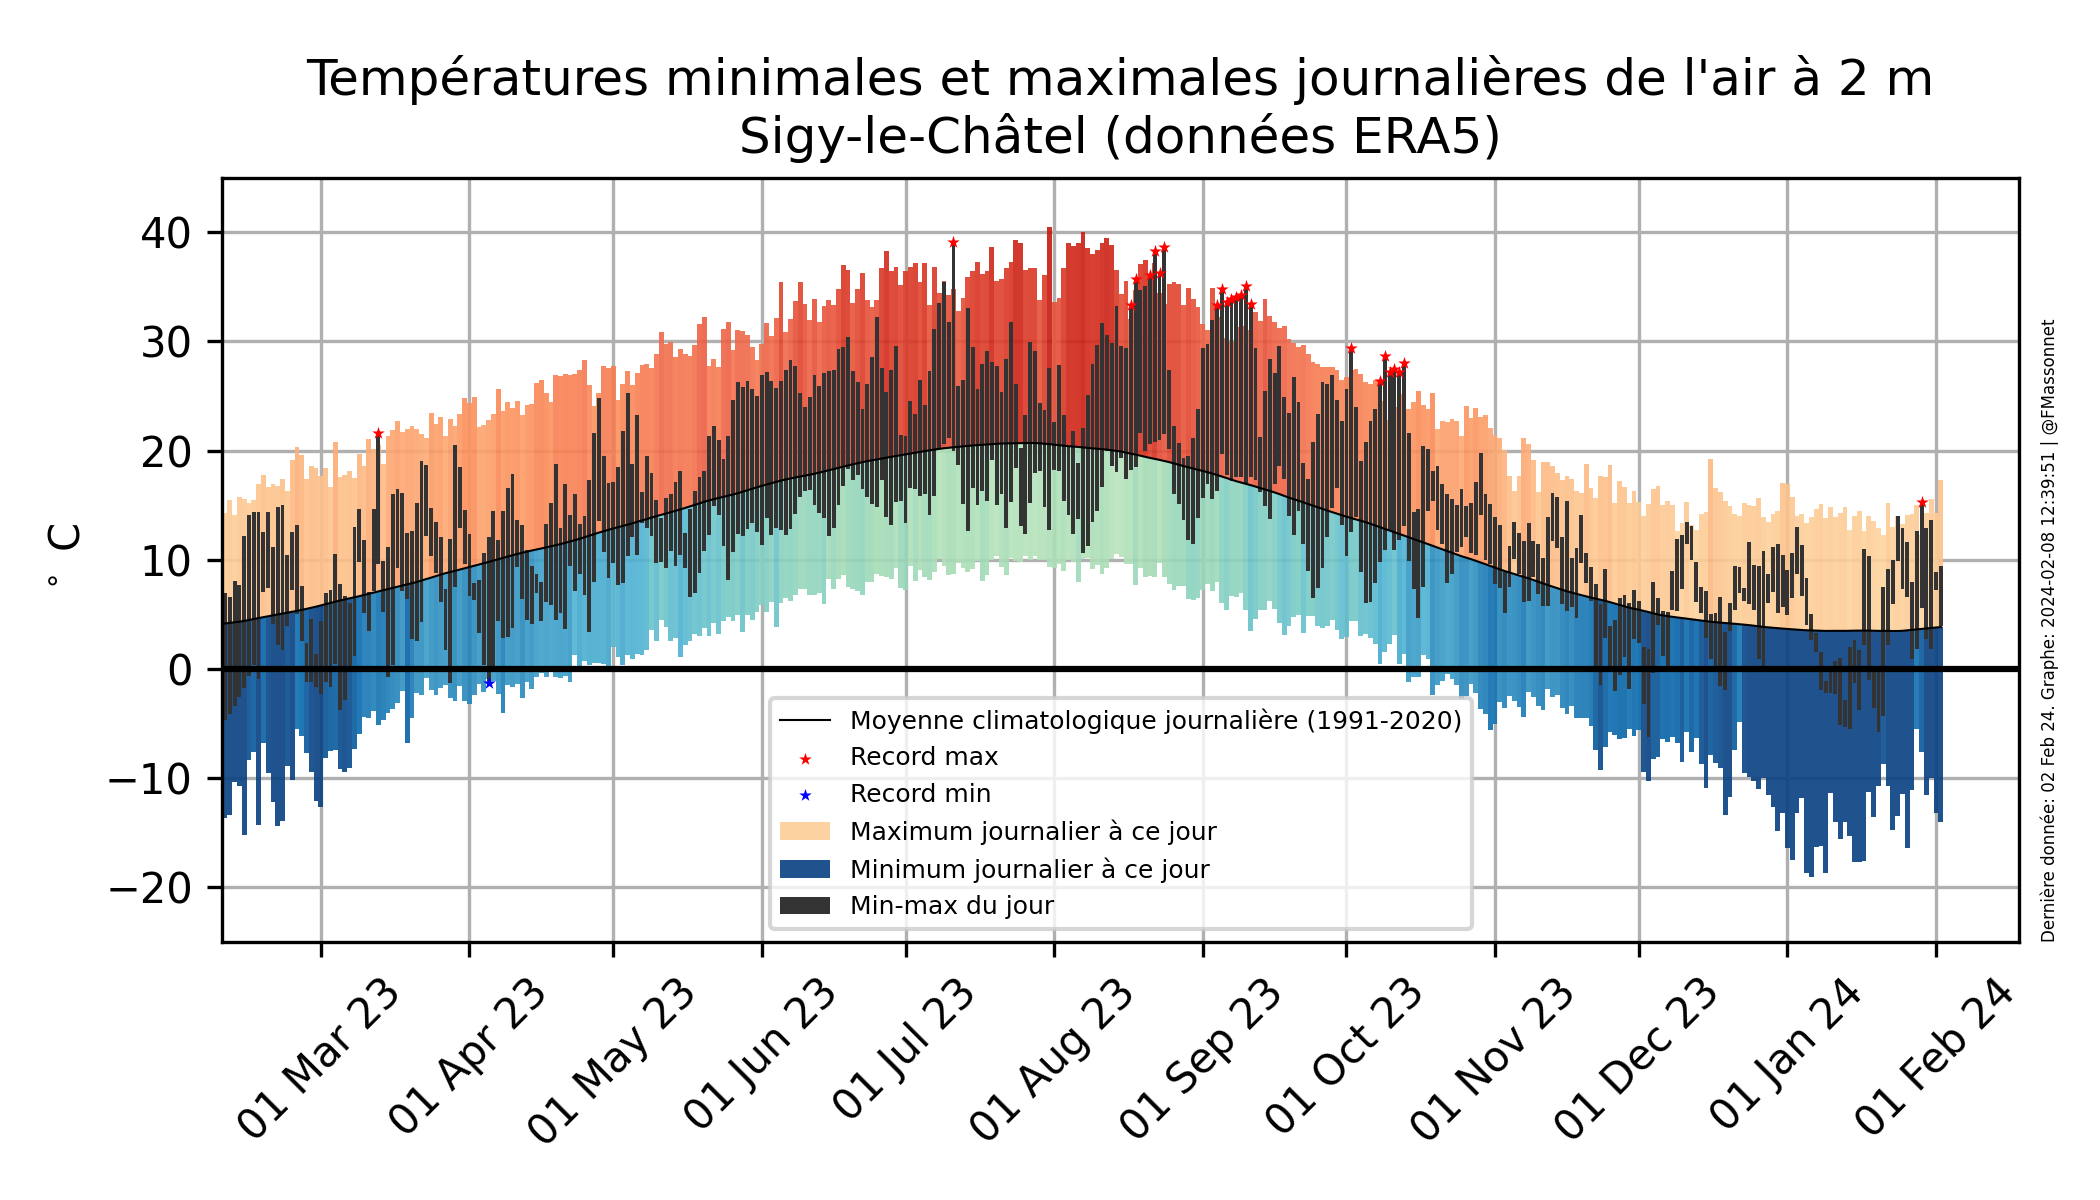 Températures minimales et maximales journalières de l'air à 2 m
Sigy-le-Châtel (données ERA5)
° C
40
30
20
10
0
−10
−20
Moyenne climatologique journalière (1991-2020)
Record max
Record min
Maximum journalier à ce jour
Minimum journalier à ce jour
Min-max du jour
01 Mar 23
01 Apr 23
01 May 23
01 Jun 23
01 Jul 23
01 Aug 23
01 Sep 23
01 Oct 23
01 Nov 23
01 Dec 23
01 Jan 24
01 Feb 24
Dernière donnée: 02 Feb 24. Graphe: 2024-02-08 12:39:51 | @FMassonnet